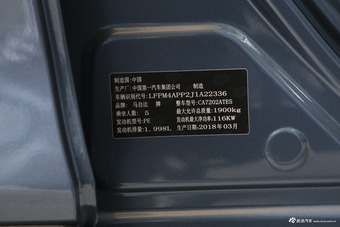 制造国:中国
生产厂:中国第一汽车集团公司 制造
车辆识别代号:LFPM4APP2J1A22336
品牌: 马自达 牌 整车型号:CA7202ATE5
乘坐人数: 5 最大允许总质量:1900kg
发动机型号:PE 发动机最大净功率:116KW
发动机排量:1.998L 2018年03月
新浪汽车